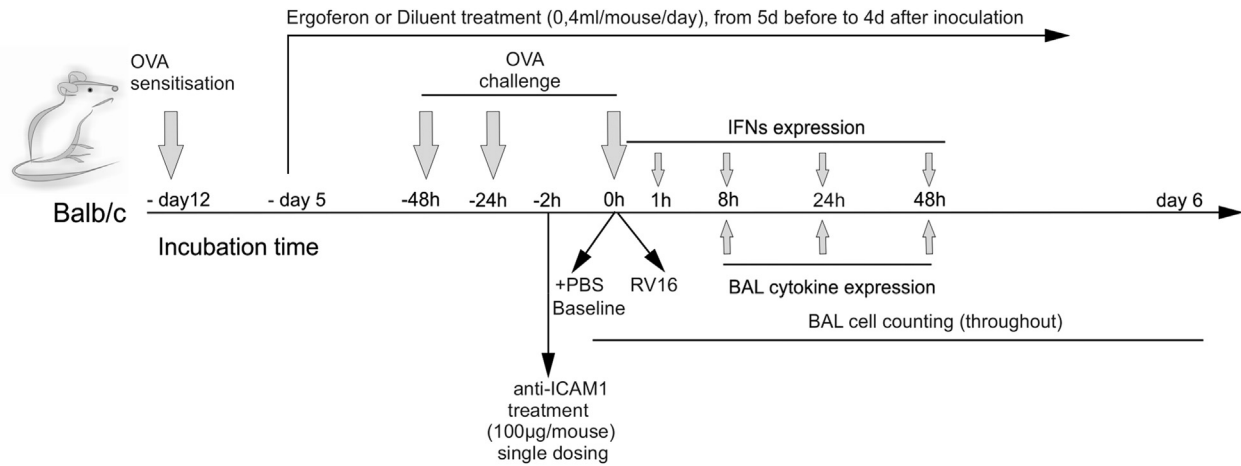 Ergoferon or Diluent treatment (0,4ml/mouse/day), from 5d before to 4d after inoculation
OVA
sensitisation
OVA
challenge
IFNs expression
- day12
- day 5
-48h
-24h
-2h
0h
1h
8h
24h
48h
day 6
Balb/c
Incubation time
+PBS
Baseline
RV16
BAL cytokine expression
BAL cell counting (throughout)
anti-ICAM1
treatment
(100µg/mouse)
single dosing